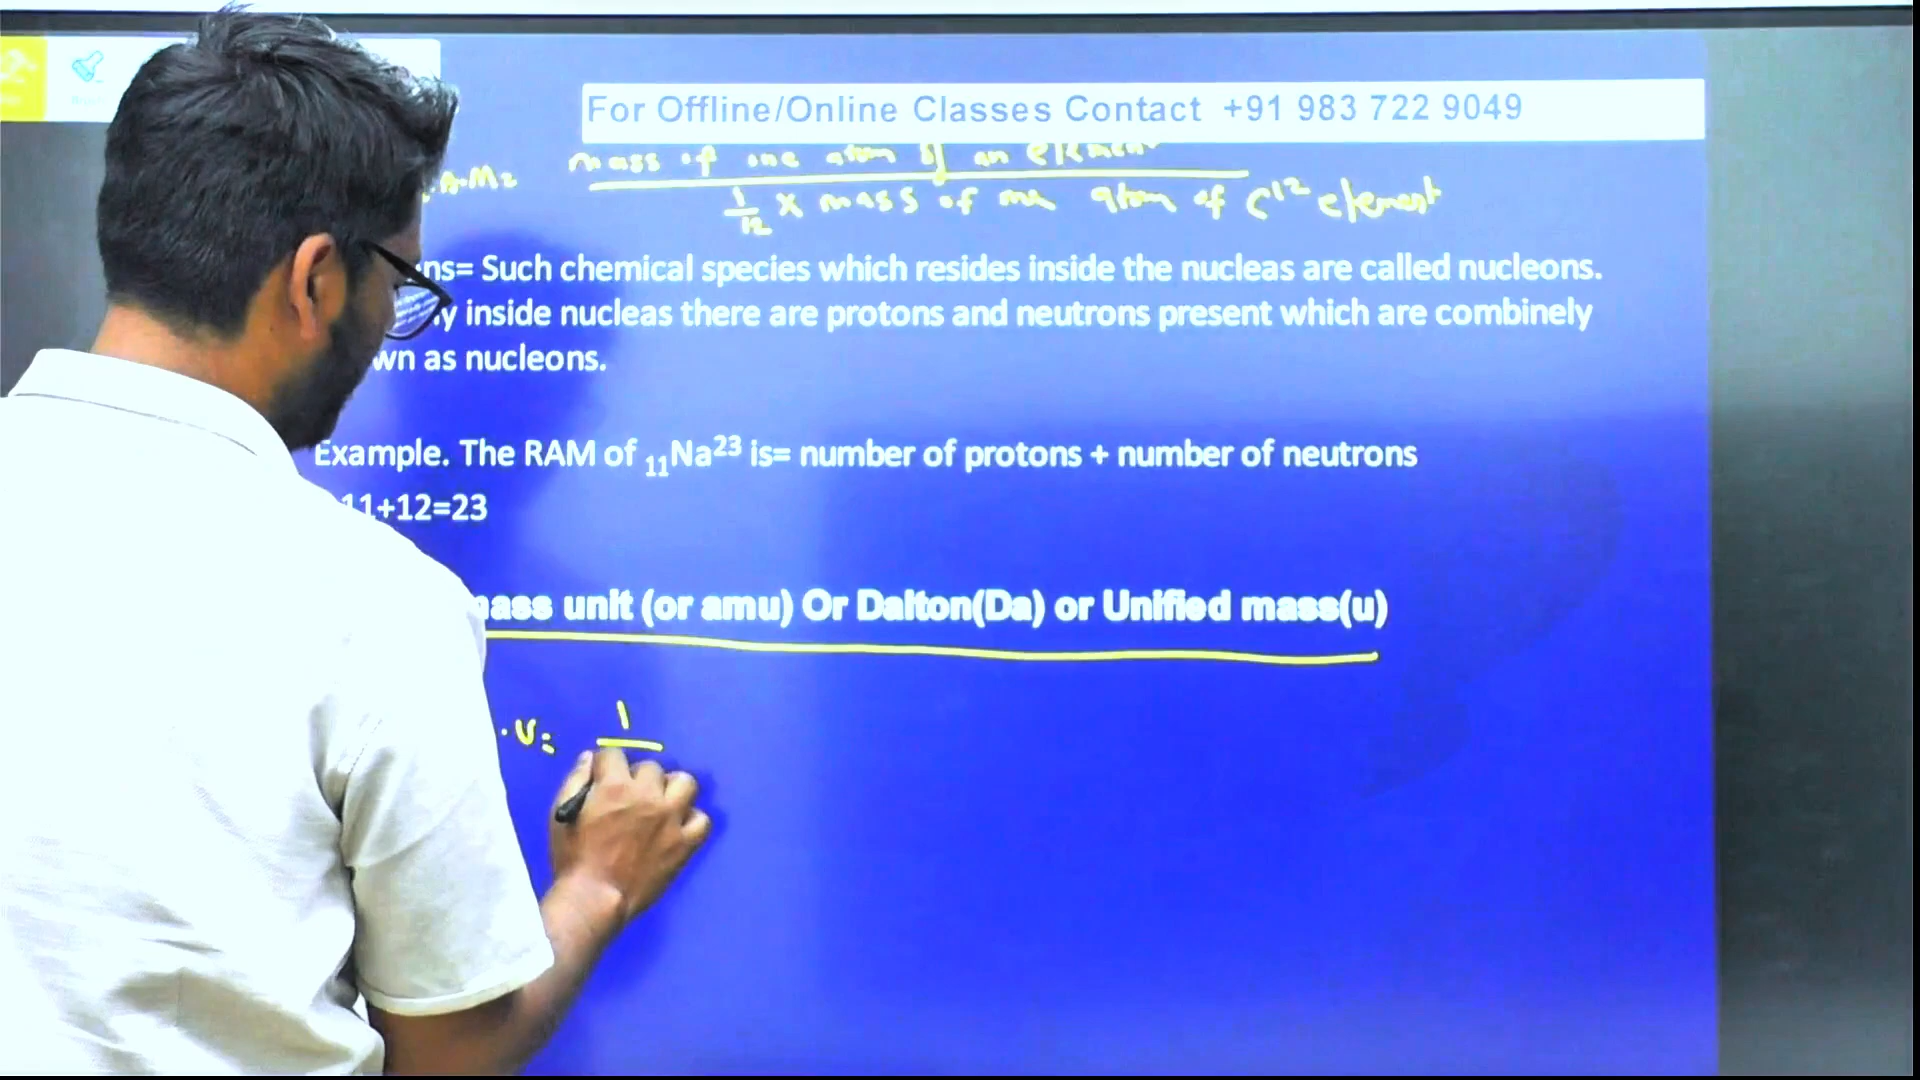 For Offline/Online Classes Contact +91 983 722 9049
.A.M= mass of one atom of an element
1/12 x mass of one atom of C12 element
ns= Such chemical species which resides inside the nucleas are called nucleons.
y inside nucleas there are protons and neutrons present which are combinely
wn as nucleons.
Example. The RAM of 11Na23 is= number of protons + number of neutrons
11+12=23
mass unit (or amu) Or Dalton(Da) or Unified mass(u)
.U= 1